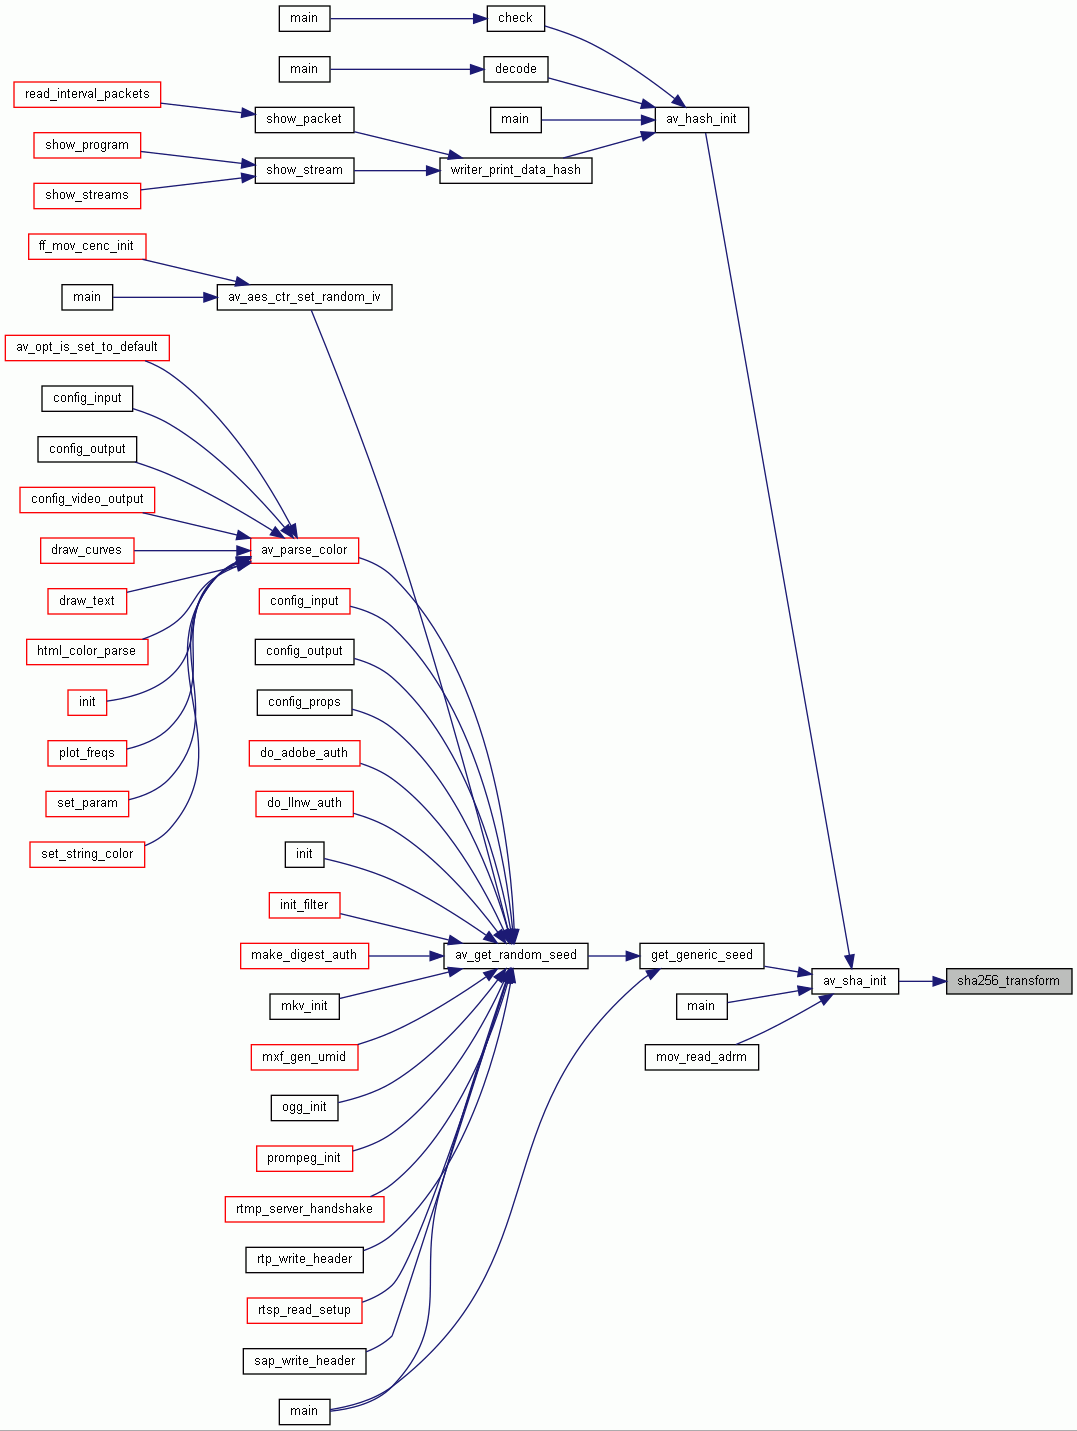 main
check
main
decode
read_interval_packets
show_packet
main
av_hash_init
show_program
show_stream
writer_print_data_hash
show_streams
ff_mov_cenc_init
main
av_aes_ctr_set_random_iv
av_opt_is_set_to_default
config_input
config_output
config_video_output
draw_curves
av_parse_color
draw_text
config_input
html_color_parse
config_output
init
config_props
plot_freqs
do_adobe_auth
set_param
do_llnw_auth
set_string_color
init
init_filter
make_digest_auth
av_get_random_seed
get_generic_seed
av_sha_init
sha256_transform
mkv_init
main
mxf_gen_umid
mov_read_adrm
ogg_init
prompeg_init
rtmp_server_handshake
rtp_write_header
rtsp_read_setup
sap_write_header
main